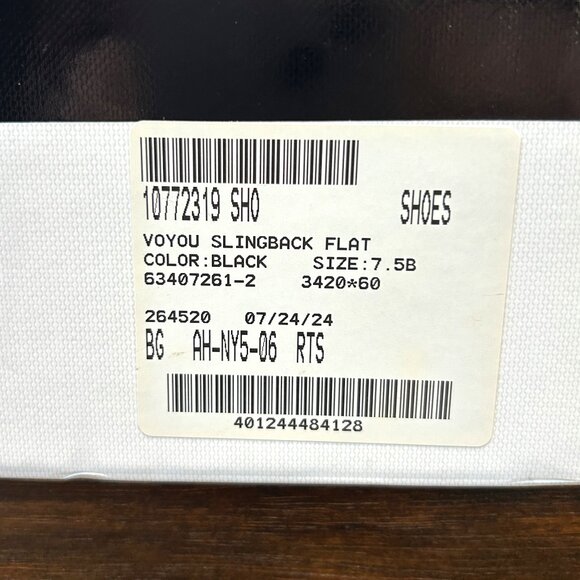 10772319 SHO SHOES
VOYOU SLINGBACK FLAT
COLOR:BLACK SIZE:7.5B
63407261-2 3420*60
264520 07/24/24
BG AH-NY5-06 RTS
401244484128